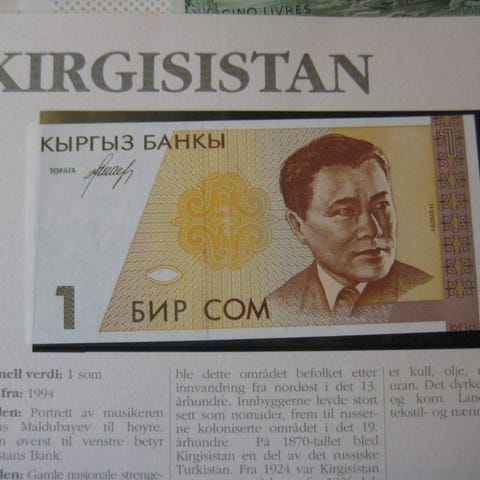 CINQ LIVRES
KIRGISISTAN
КЫРГЫЗ БАНКЫ
1
ТӨРАГА
1
БИР СОМ
nell verdi: 1 som
fra: 1994
en: Portrett av musikeren
s Maldubayev til høyre.
n øverst til venstre betyr
stans Bank.
en: Gamle nasjonale strenge-
ble dette området befolket etter
innvandring fra nordøst i det 13.
århundre. Innbyggerne levde stort
sett som nomader, frem til russer-
ne koloniserte området i det 19.
århundre. På 1870-tallet bled
Kirgisistan en del av det russiske
Turkistan. Fra 1924 var Kirgisistan
er kull, olje,
uran. Det dyrke
og korn. Land
tekstil- og nærin